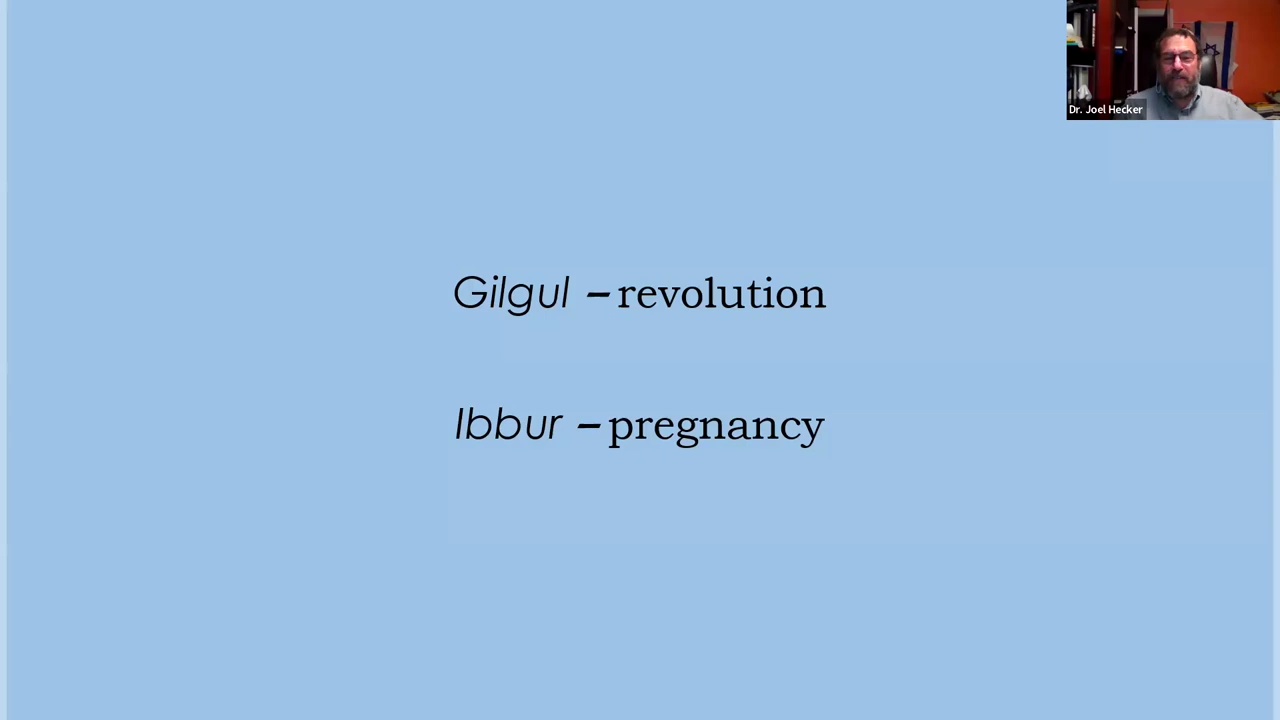 Dr. Joel Hecker
Gilgul – revolution
Ibbur – pregnancy